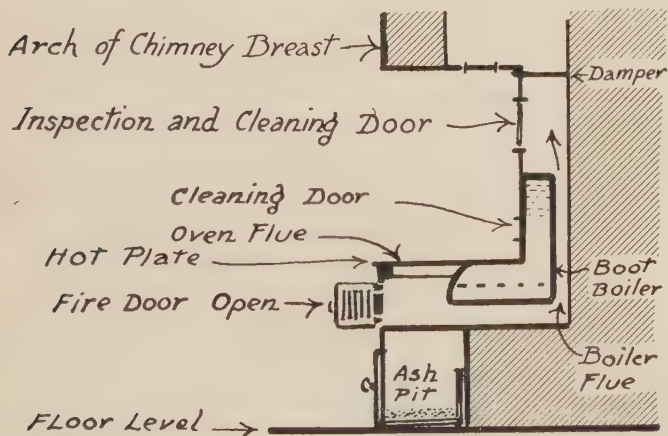 Arch of Chimney Breast
Damper
Inspection and Cleaning Door
Cleaning Door
Oven Flue
Hot Plate
Boot
Boiler
Fire Door Open
Boiler
Flue
Ash
Pit
FLoor Level